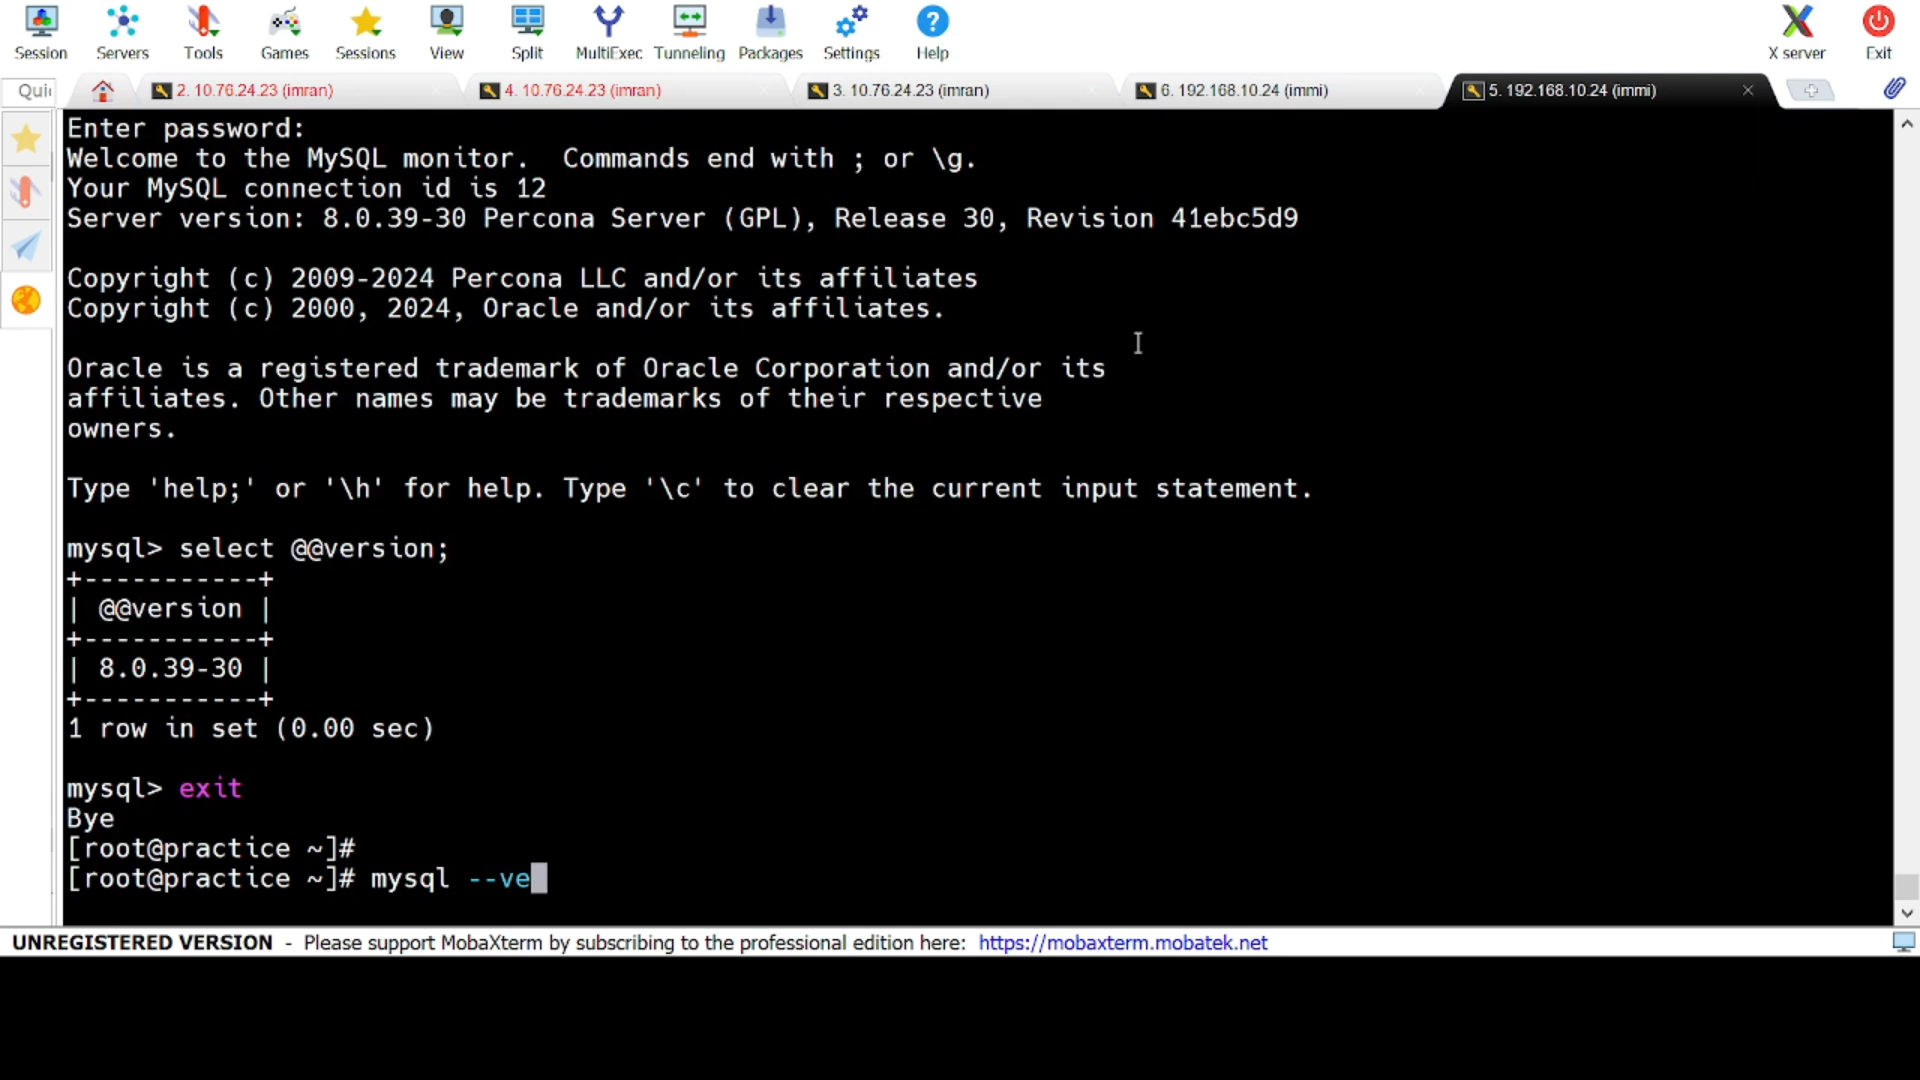 Session Servers Tools Games Sessions View Split MultiExec Tunneling Packages Settings Help X server Exit
Qui 2. 10.76.24.23 (imran) 4. 10.76.24.23 (imran) 3. 10.76.24.23 (imran) 6. 192.168.10.24 (immi) 5. 192.168.10.24 (immi)
Enter password:
Welcome to the MySQL monitor.  Commands end with ; or \g.
Your MySQL connection id is 12
Server version: 8.0.39-30 Percona Server (GPL), Release 30, Revision 41ebc5d9
Copyright (c) 2009-2024 Percona LLC and/or its affiliates
Copyright (c) 2000, 2024, Oracle and/or its affiliates.
Oracle is a registered trademark of Oracle Corporation and/or its
affiliates. Other names may be trademarks of their respective
owners.
Type 'help;' or '\h' for help. Type '\c' to clear the current input statement.
mysql> select @@version;
+-----------+
| @@version |
+-----------+
| 8.0.39-30 |
+-----------+
1 row in set (0.00 sec)
mysql> exit
Bye
[root@practice ~]#
[root@practice ~]# mysql --ve
UNREGISTERED VERSION - Please support MobaXterm by subscribing to the professional edition here: https://mobaxterm.mobatek.net